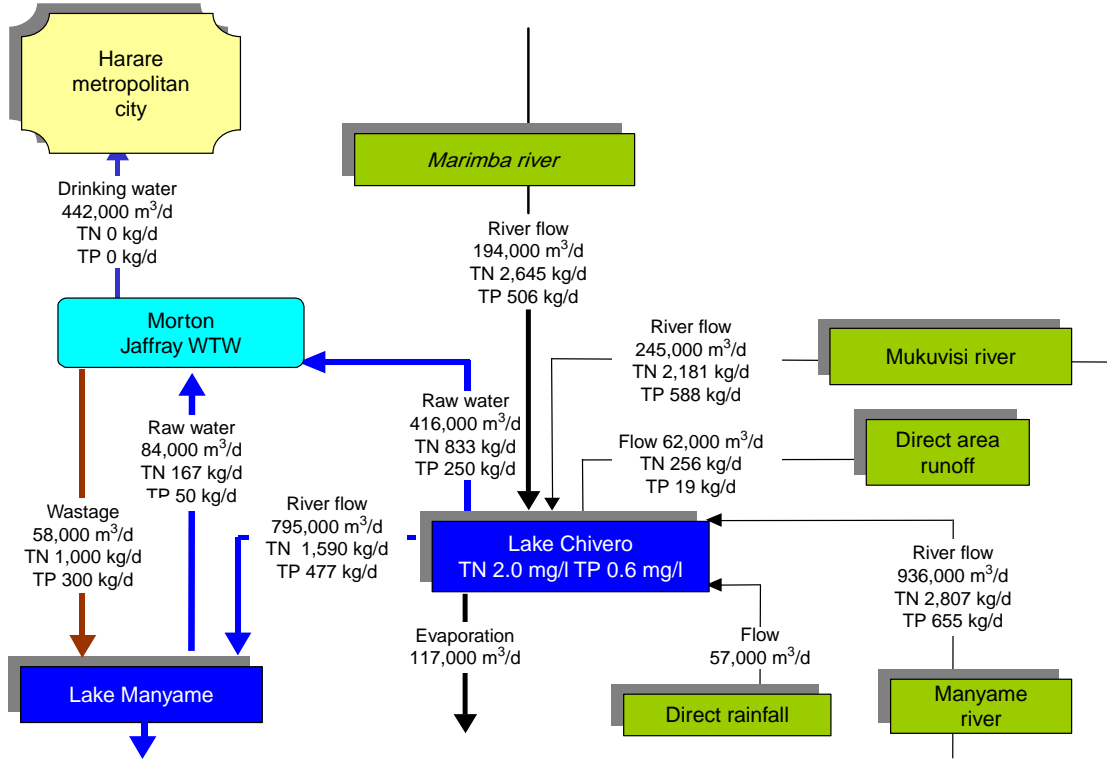 Harare
metropolitan
city
Marimba river
Drinking water
442,000 m³/d
TN 0 kg/d
TP 0 kg/d
River flow
194,000 m³/d
TN 2,645 kg/d
TP 506 kg/d
Morton
Jaffray WTW
River flow
245,000 m³/d
TN 2,181 kg/d
TP 588 kg/d
Mukuvisi river
Raw water
84,000 m³/d
TN 167 kg/d
TP 50 kg/d
Raw water
416,000 m³/d
TN 833 kg/d
TP 250 kg/d
Flow 62,000 m³/d
TN 256 kg/d
TP 19 kg/d
Direct area
runoff
Wastage
58,000 m³/d
TN 1,000 kg/d
TP 300 kg/d
River flow
795,000 m³/d
TN 1,590 kg/d
TP 477 kg/d
Lake Chivero
TN 2.0 mg/l TP 0.6 mg/l
River flow
936,000 m³/d
TN 2,807 kg/d
TP 655 kg/d
Evaporation
117,000 m³/d
Flow
57,000 m³/d
Lake Manyame
Direct rainfall
Manyame
river